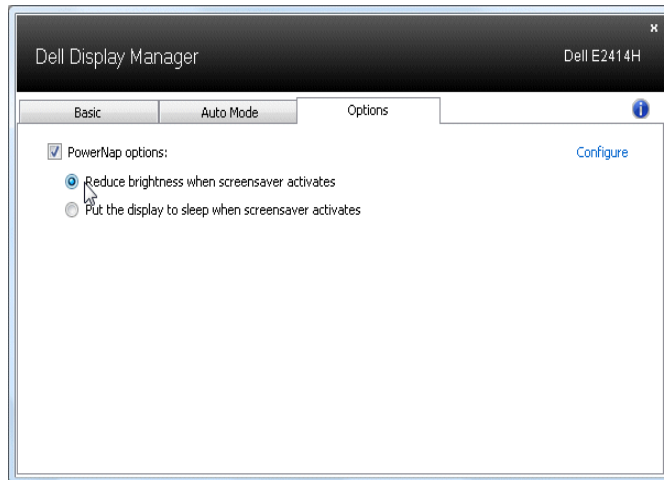 x
Dell Display Manager
Dell E2414H
Basic
Auto Mode
Options
i
PowerNap options:
Configure
Reduce brightness when screensaver activates
Put the display to sleep when screensaver activates